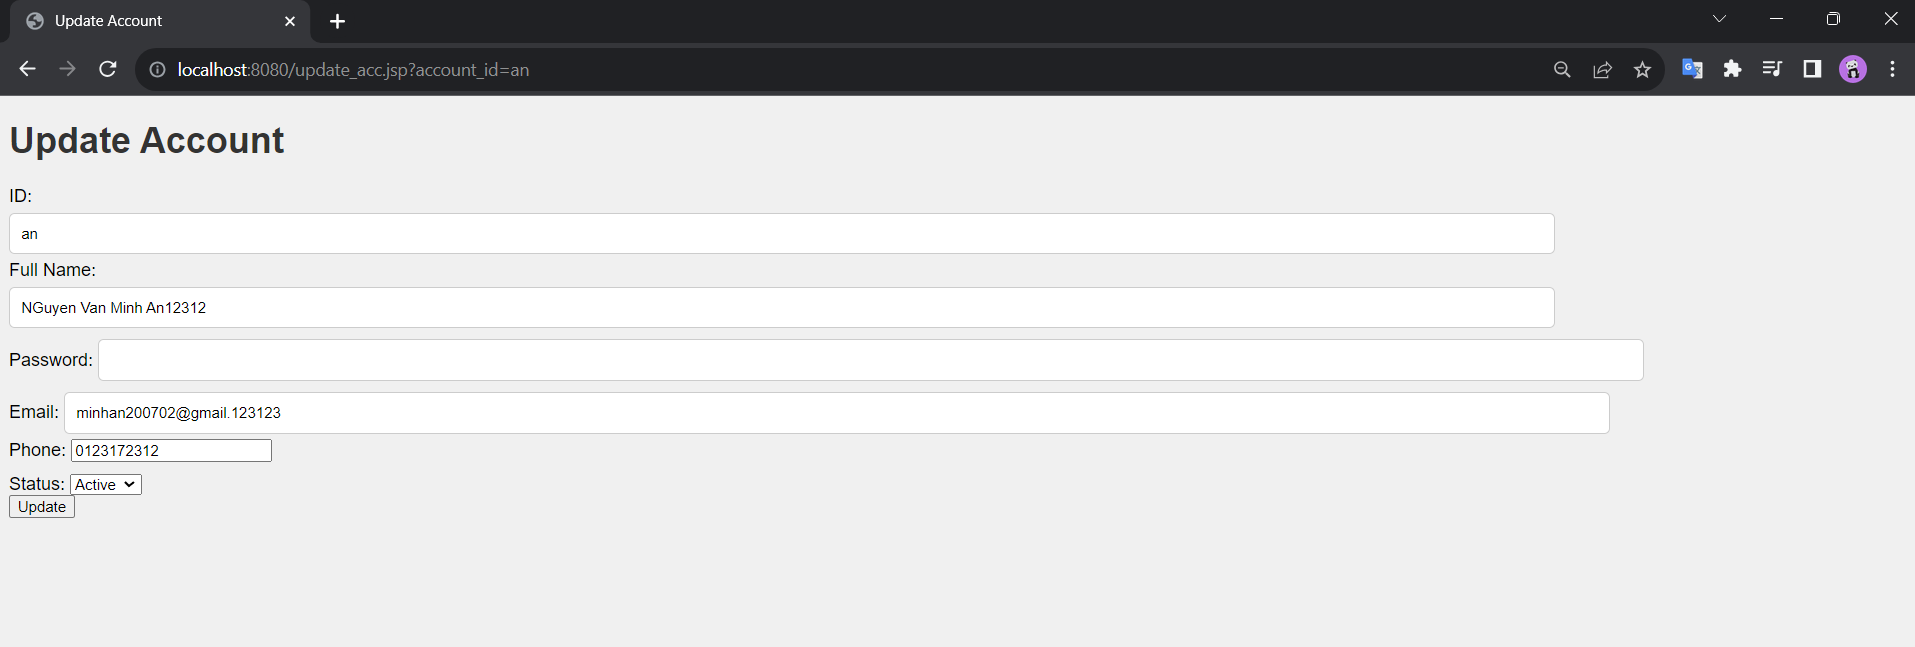 Update Account
localhost:8080/update_acc.jsp?account_id=an
Update Account
ID:
an
Full Name:
NGuyen Van Minh An12312
Password:
Email: minhan200702@gmail.123123
Phone: 0123172312
Status: Active
Update